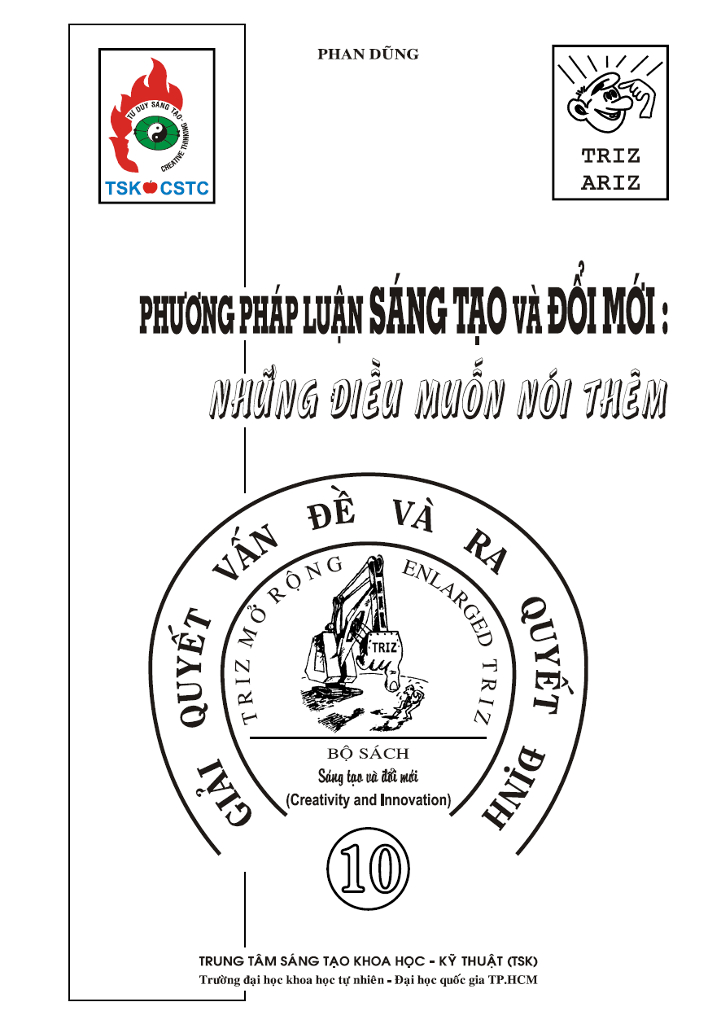 PHAN DŨNG
TƯ DUY SÁNG TẠO - CREATIVE THINKING
TSK CSTC
TRIZ
ARIZ
PHƯƠNG PHÁP LUẬN SÁNG TẠO VÀ ĐỔI MỚI :
NHỮNG ĐIỀU MUỐN NÓI THÊM
GIẢI QUYẾT VẤN ĐỀ VÀ RA QUYẾT ĐỊNH
TRIZ MỞ RỘNG
ENLARGED TRIZ
TRIZ
BỘ SÁCH
Sáng tạo và đổi mới
(Creativity and Innovation)
10
TRUNG TÂM SÁNG TẠO KHOA HỌC - KỸ THUẬT (TSK)
Trường đại học khoa học tự nhiên - Đại học quốc gia TP.HCM